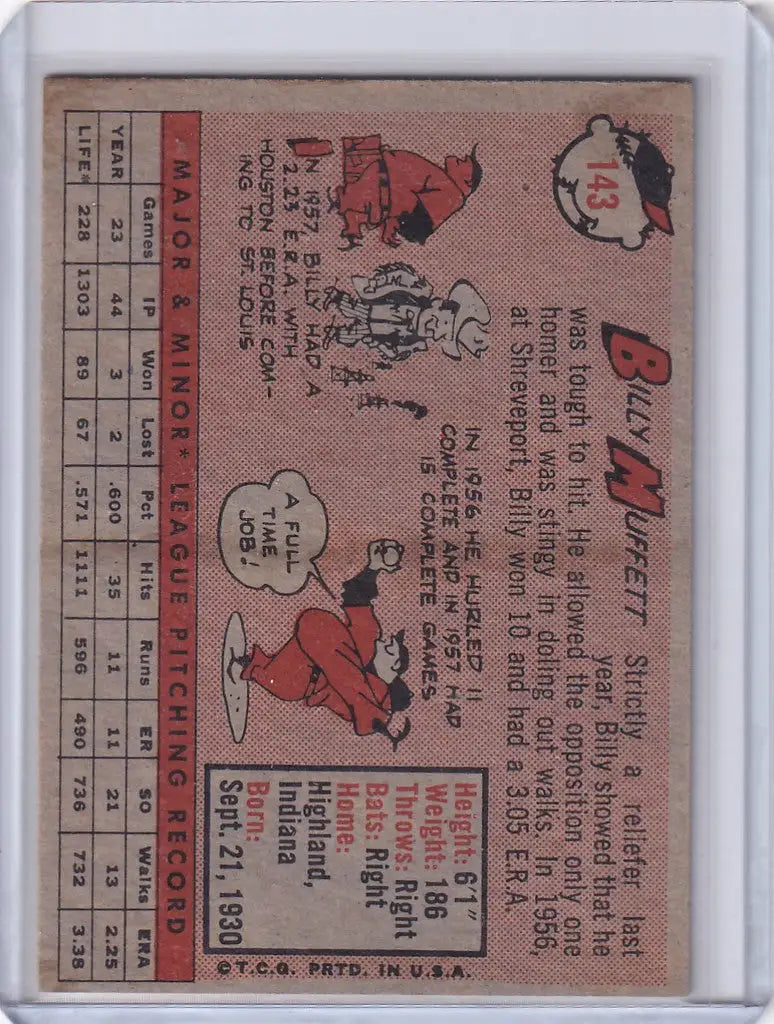 143
BILLY MUFFETT
Strictly a reliefer last
year, Billy showed that he
was tough to hit. He allowed the opposition only one
homer and was stingy in doling out walks. In 1956,
at Shreveport, Billy won 10 and had a 3.05 E.R.A.
IN 1957, BILLY HAD A
2.23 E.R.A. WITH
HOUSTON BEFORE COM-
ING TO ST. LOUIS
IN 1956 HE HURLED 11
COMPLETE AND IN 1957 HAD
15 COMPLETE GAMES
A FULL
TIME
JOB!
Height: 6'1"
Weight: 186
Throws: Right
Bats: Right
Home:
Highland,
Indiana
Born:
Sept. 21, 1930
MAJOR & MINOR* LEAGUE PITCHING RECORD
Games IP Won Lost Pct Hits Runs ER SO Walks ERA
YEAR 23 44 3 2 .600 35 11 11 21 13 2.25
LIFE* 228 1303 89 67 .571 1111 596 490 736 732 3.38
©T.C.G. PRTD. IN U.S.A.